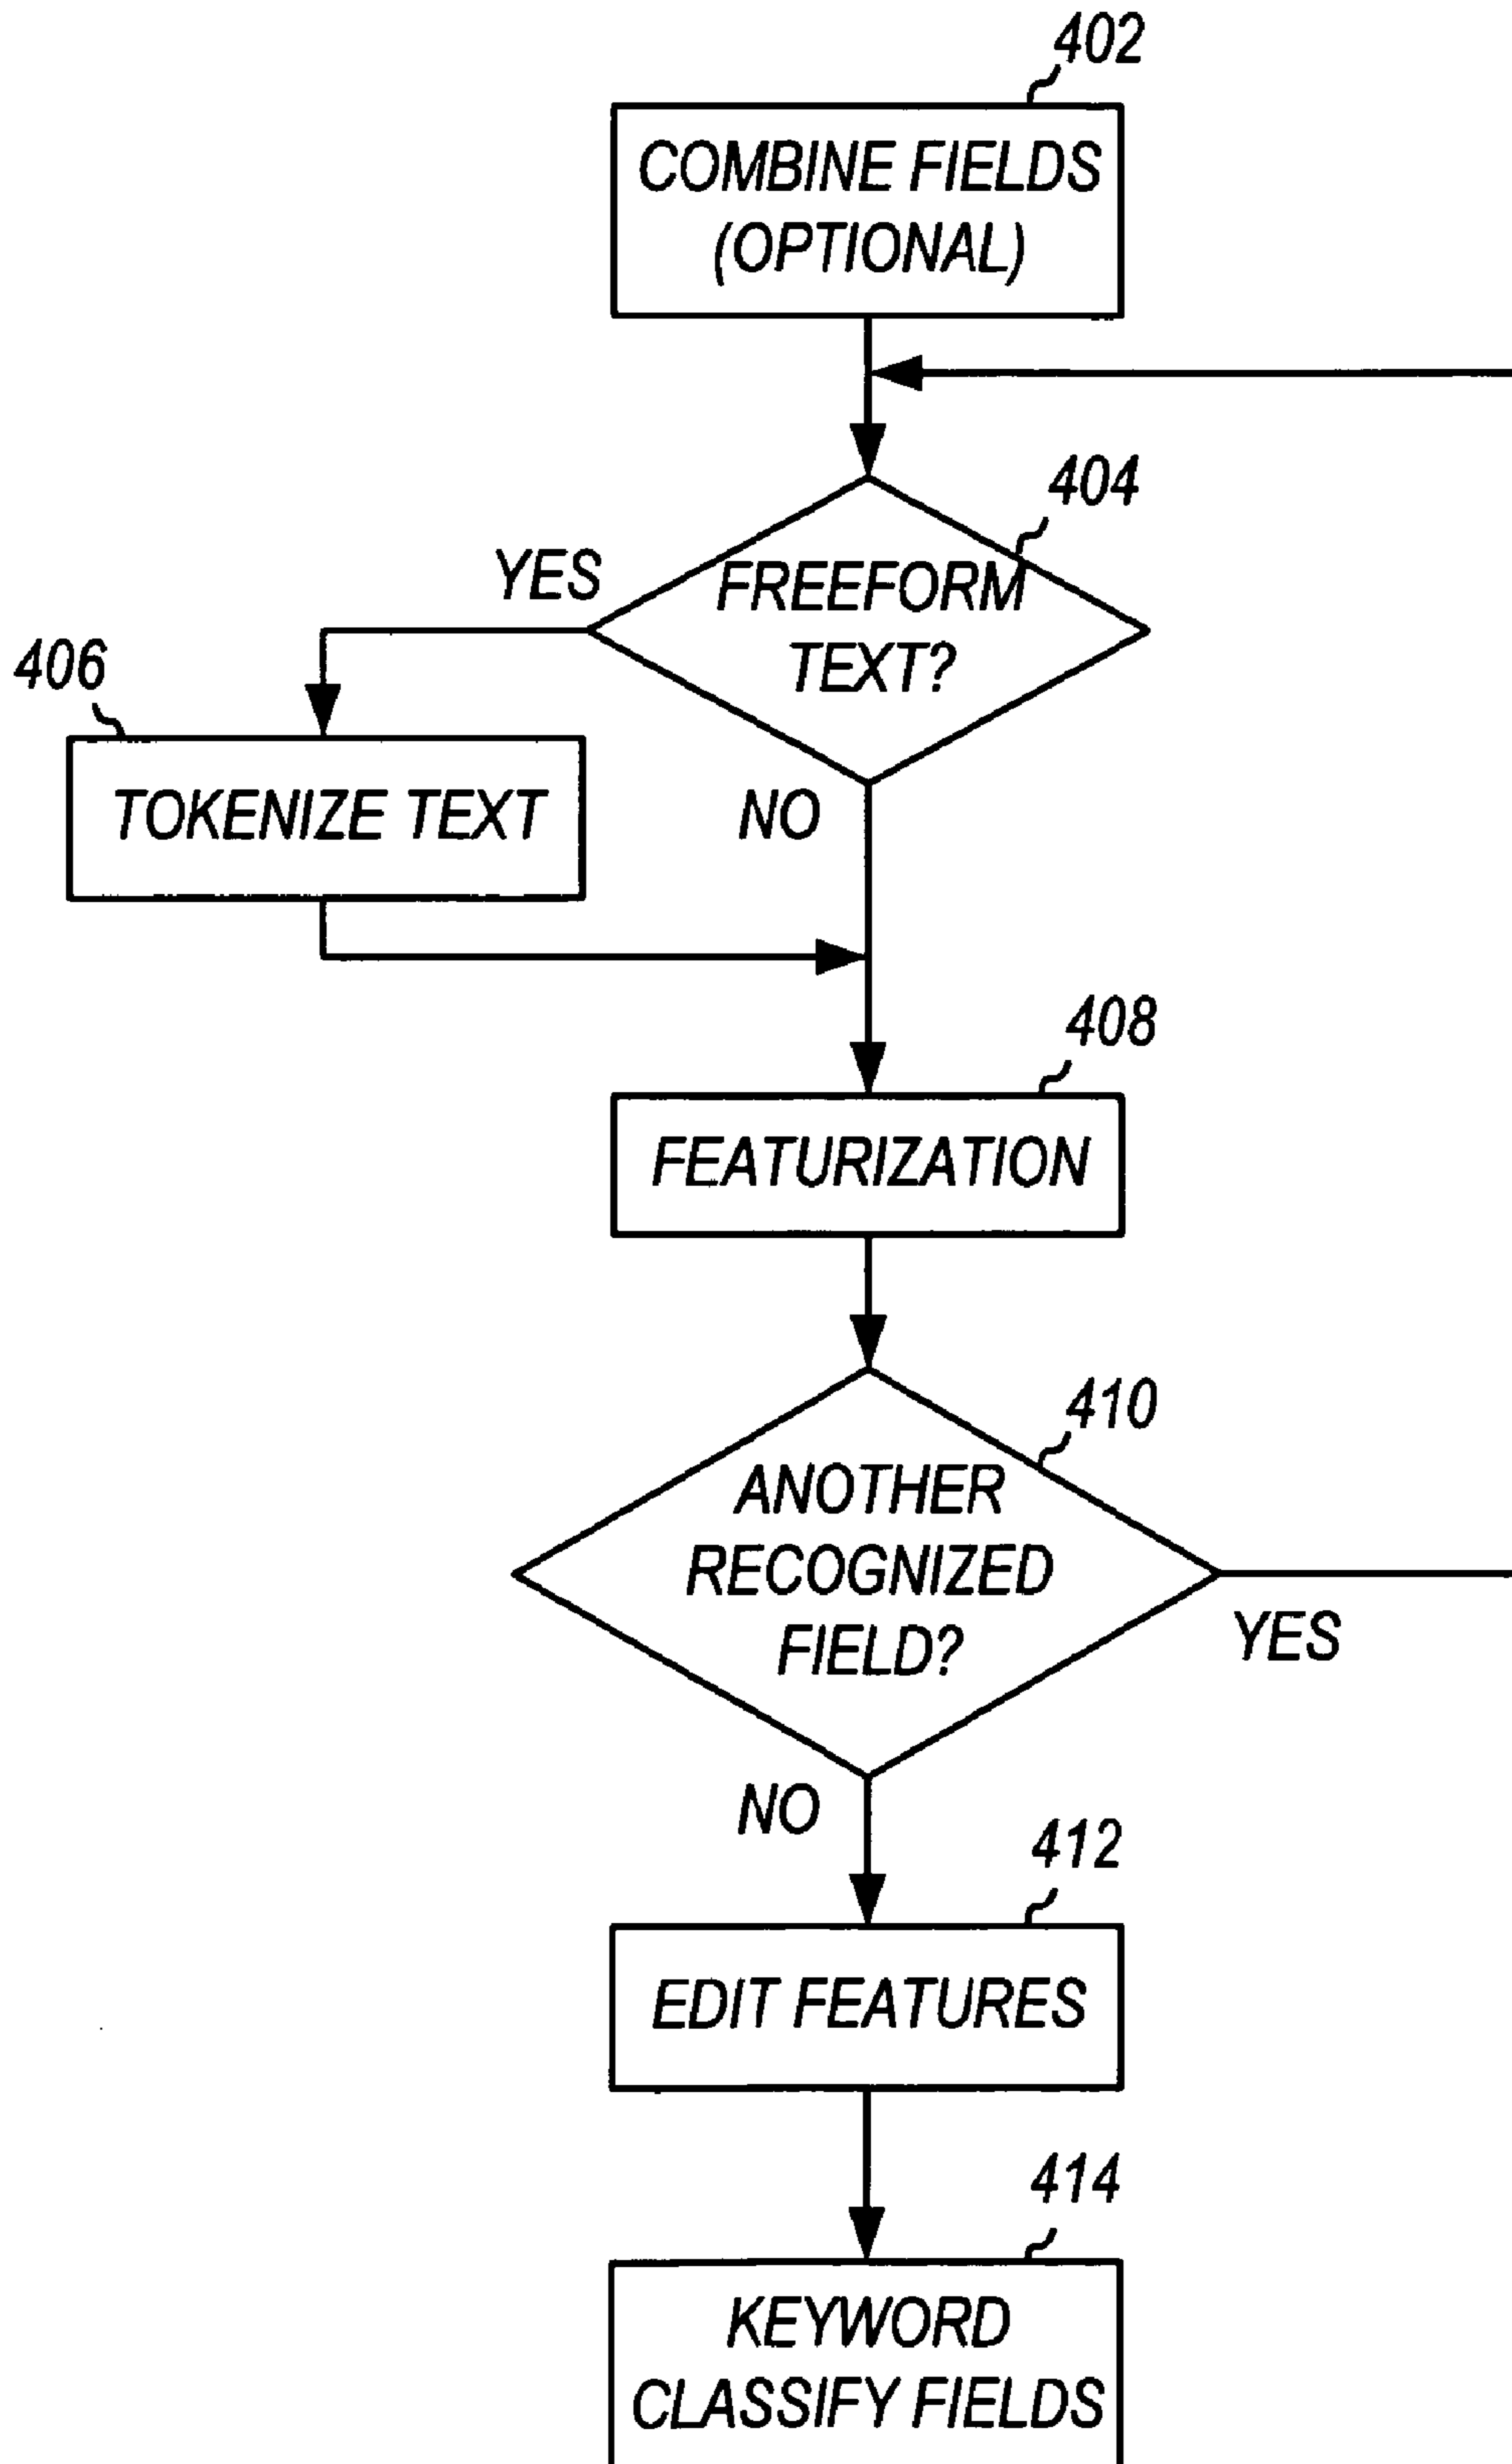 402
COMBINE FIELDS
(OPTIONAL)
404
YES
FREEFORM
TEXT?
406
TOKENIZE TEXT
NO
408
FEATURIZATION
410
ANOTHER
RECOGNIZED
FIELD?
YES
NO
412
EDIT FEATURES
414
KEYWORD
CLASSIFY FIELDS